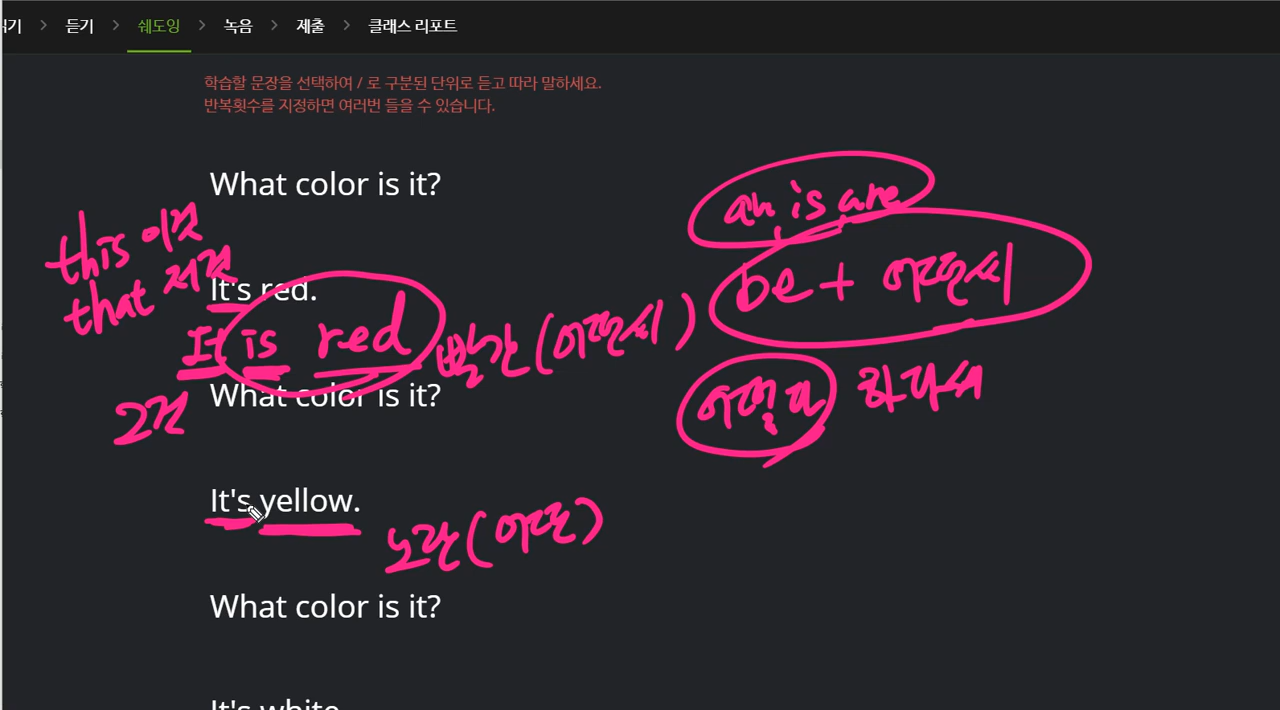 듣기 > 쉐도잉 > 녹음 > 제출 > 클래스 리포트
학습할 문장을 선택하여 / 로 구분된 단위로 듣고 따라 말하세요.
반복횟수를 지정하면 여러번 들을 수 있습니다.
What color is it?
am is are
this 이것
that 저것
be + 어떤씨
It's red.
It is red 빨간 (어떤씨)
그것
What color is it?
하다씨
It's yellow.
노란 (어떤)
What color is it?
It's white.